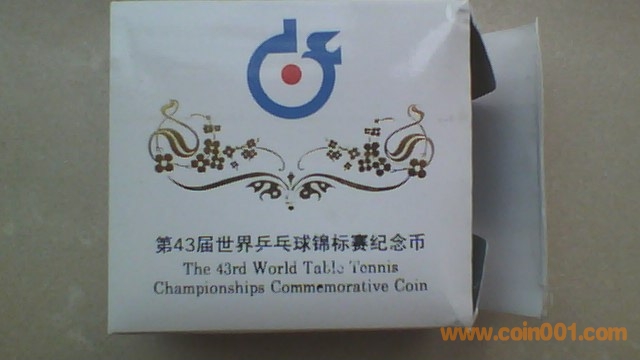 第43届世界乒乓球锦标赛纪念币
The 43rd World Table Tennis
Championships Commemorative Coin
www.coin001.com